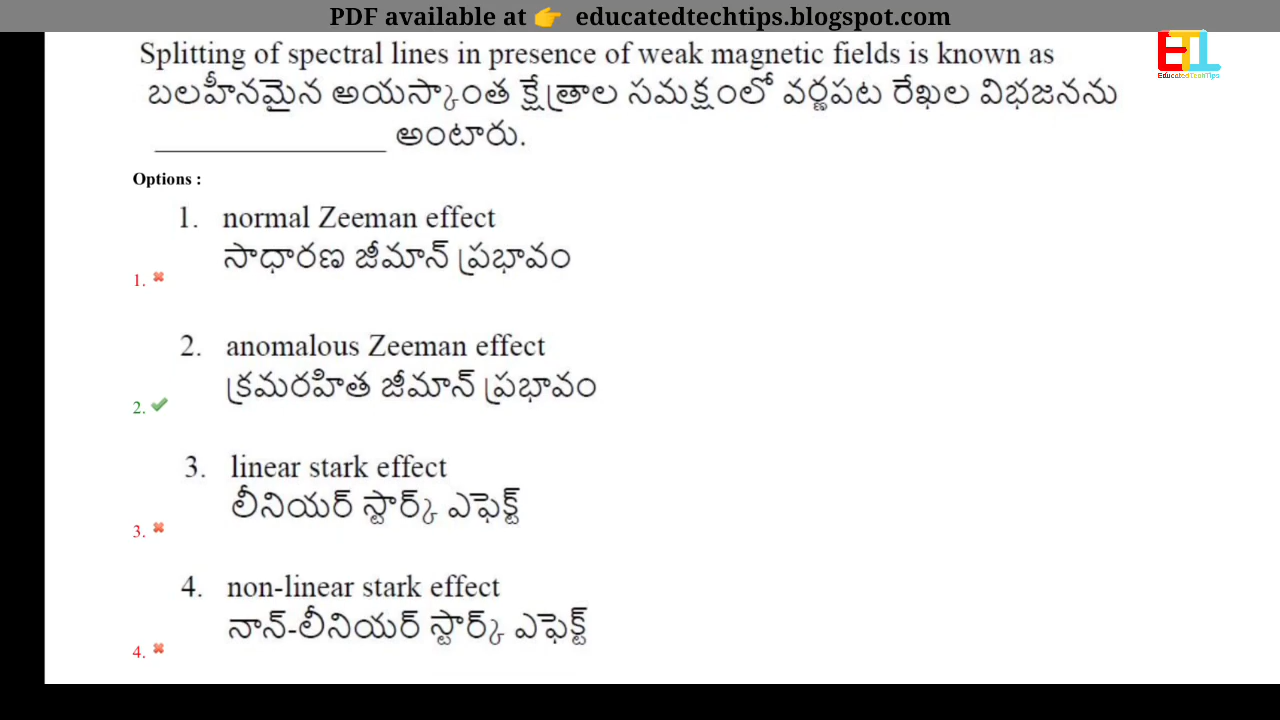 PDF available at 👉 educatedtechtips.blogspot.com
ETL
EducatedTechTips
Splitting of spectral lines in presence of weak magnetic fields is known as
బలహీనమైన అయస్కాంత క్షేత్రాల సమక్షంలో వర్ణపట రేఖల విభజనను
_______________ అంటారు.
Options :
1. normal Zeeman effect
సాధారణ జీమాన్ ప్రభావం
1. ✖
2. anomalous Zeeman effect
క్రమరహిత జీమాన్ ప్రభావం
2. ✔
3. linear stark effect
లీనియర్ స్టార్క్ ఎఫెక్ట్
3. ✖
4. non-linear stark effect
నాన్-లీనియర్ స్టార్క్ ఎఫెక్ట్
4. ✖